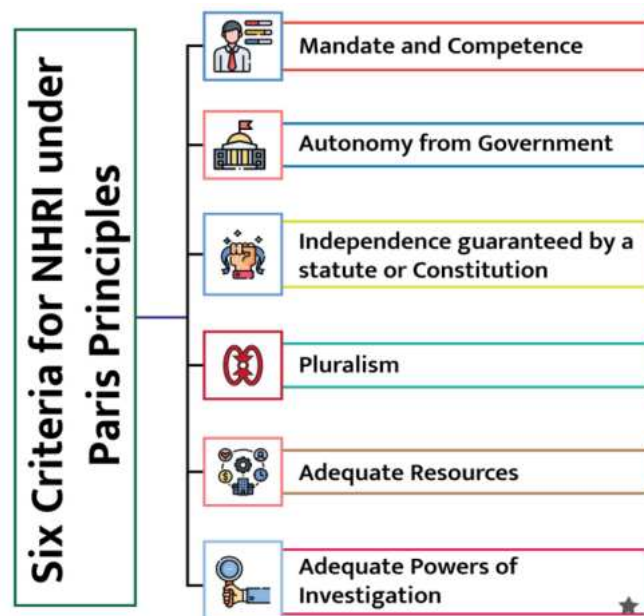 Six Criteria for NHRI under
Paris Principles
Mandate and Competence
Autonomy from Government
Independence guaranteed by a
statute or Constitution
Pluralism
Adequate Resources
Adequate Powers of
Investigation